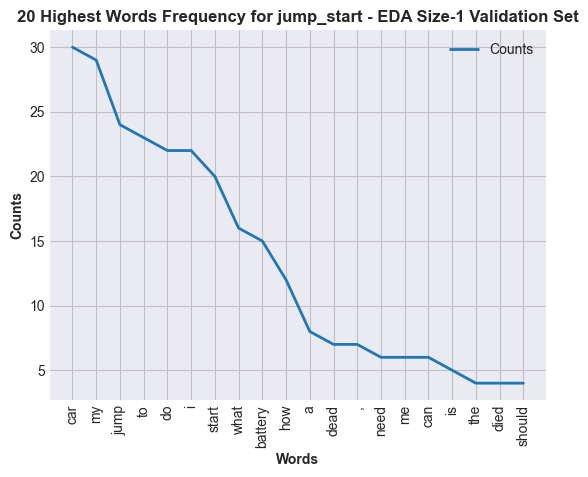 20 Highest Words Frequency for jump_start - EDA Size-1 Validation Set
Counts
30
25
20
15
10
5
Counts
car
my
jump
to
do
i
start
what
battery
how
a
dead
,
need
me
can
is
the
died
should
Words